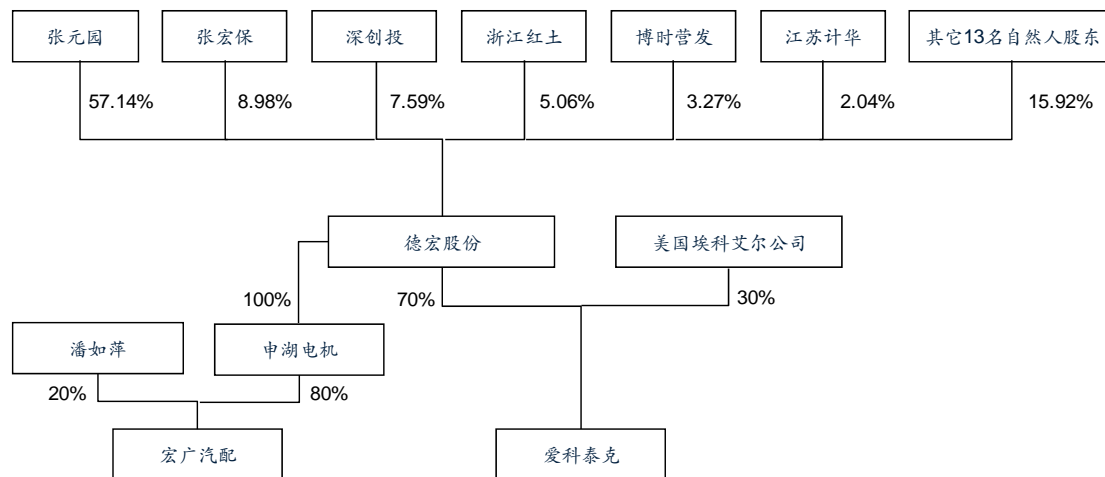 张元园
张宏保
深创投
浙江红土
博时营发
江苏计华
其它13名自然人股东
57.14%
8.98%
7.59%
5.06%
3.27%
2.04%
15.92%
德宏股份
美国埃科艾尔公司
100%
70%
30%
潘如萍
申湖电机
20%
80%
宏广汽配
爱科泰克